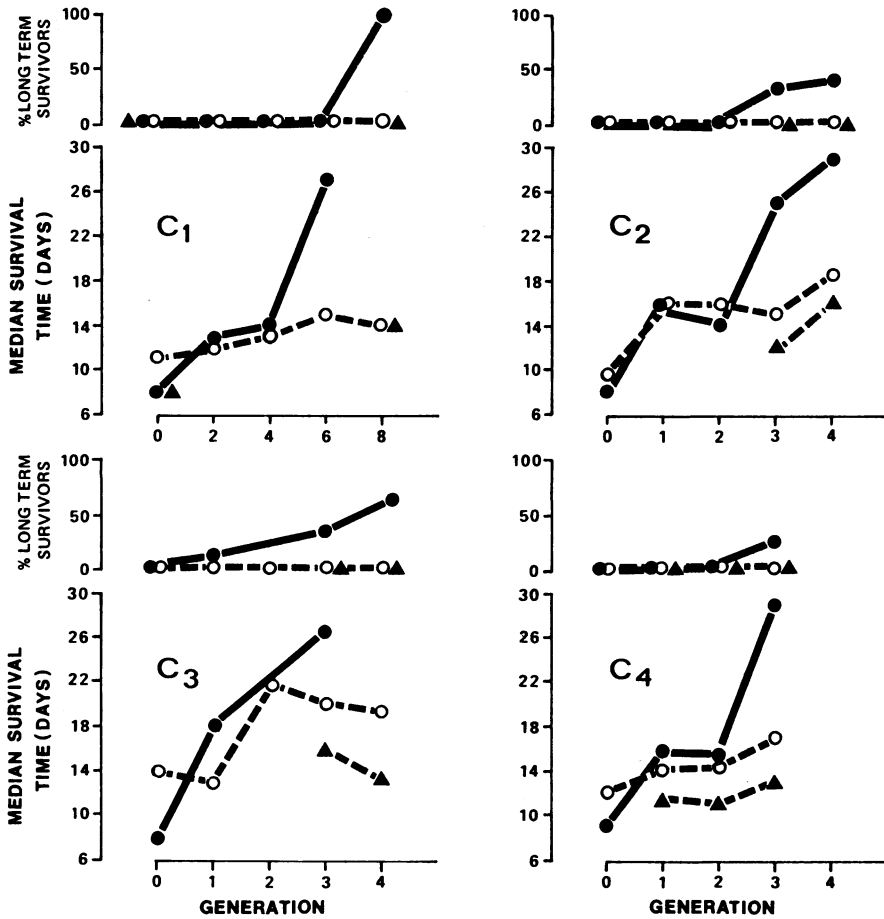 % LONG TERM
SURVIVORS
100
50
0
100
50
0
MEDIAN SURVIVAL
TIME (DAYS)
30
26
22
18
14
10
6
C1
0 2 4 6 8
30
26
22
18
14
10
6
C2
0 1 2 3 4
% LONG TERM
SURVIVORS
100
50
0
100
50
0
MEDIAN SURVIVAL
TIME (DAYS)
30
26
22
18
14
10
6
C3
0 1 2 3 4
GENERATION
30
26
22
18
14
10
6
C4
0 1 2 3 4
GENERATION